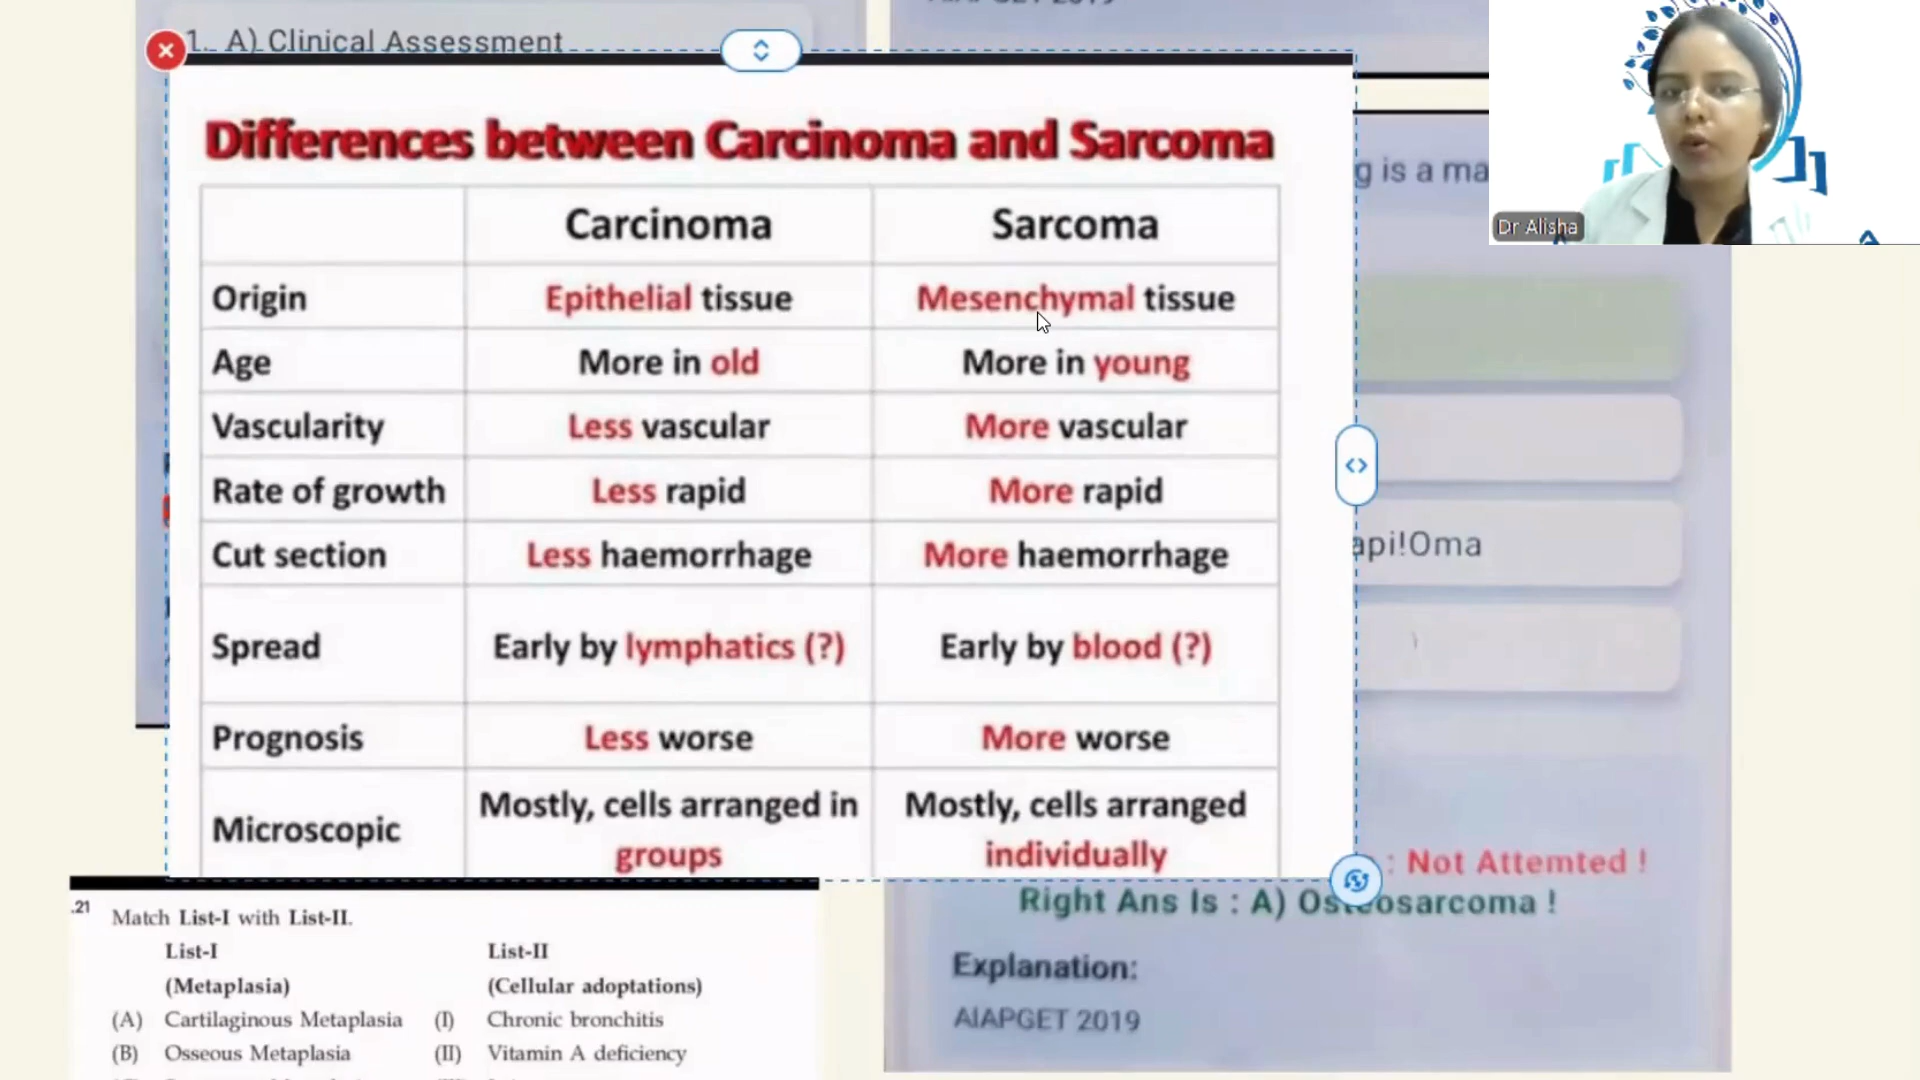 AIAPGET 2019
1. A) Clinical Assessment
Differences between Carcinoma and Sarcoma
Carcinoma Sarcoma
Origin Epithelial tissue Mesenchymal tissue
Age More in old More in young
Vascularity Less vascular More vascular
Rate of growth Less rapid More rapid
Cut section Less haemorrhage More haemorrhage
Spread Early by lymphatics (?) Early by blood (?)
Prognosis Less worse More worse
Microscopic Mostly, cells arranged in groups Mostly, cells arranged individually
g is a ma
Dr Alisha
api!Oma
: Not Attemted !
Right Ans Is : A) Osteosarcoma !
Explanation:
AIAPGET 2019
.21 Match List-I with List-II.
List-I List-II
(Metaplasia) (Cellular adoptations)
(A) Cartilaginous Metaplasia (I) Chronic bronchitis
(B) Osseous Metaplasia (II) Vitamin A deficiency